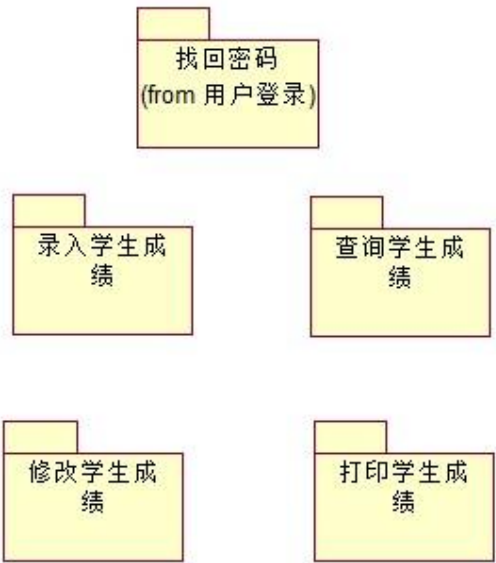 找回密码
(from 用户登录)
录入学生成
绩
查询学生成
绩
修改学生成
绩
打印学生成
绩